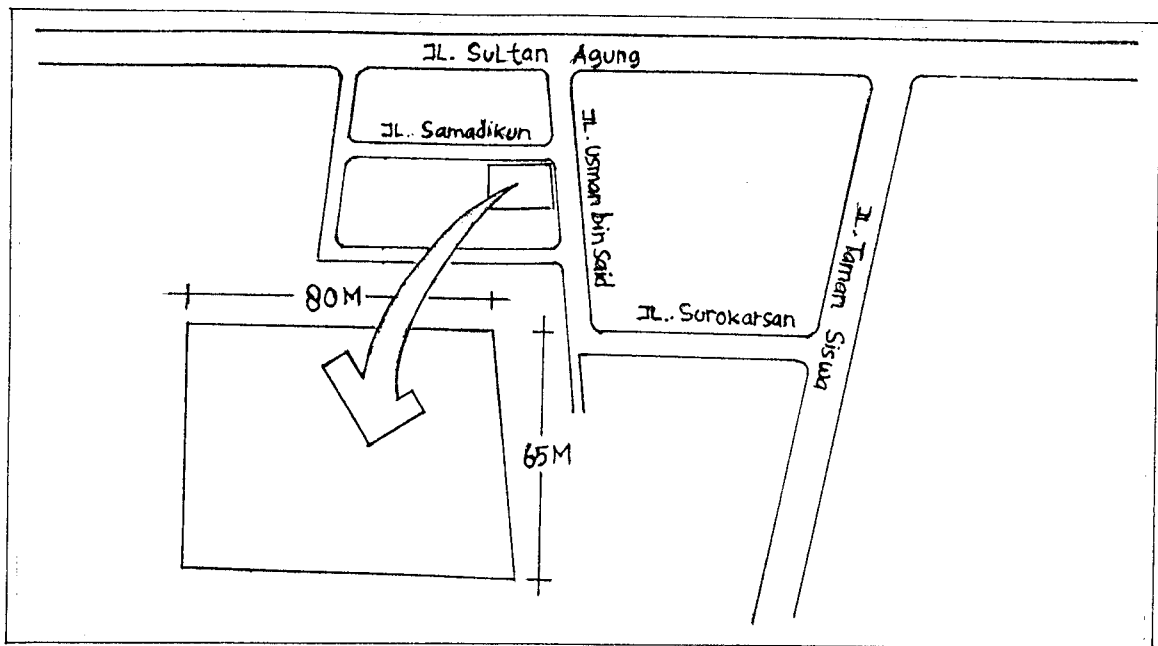 JL. Sultan Agung
JL.. Samadikun
JL. Usman bin Said
JL.. Taman Siswa
80M
JL.. Surokarsan
65M